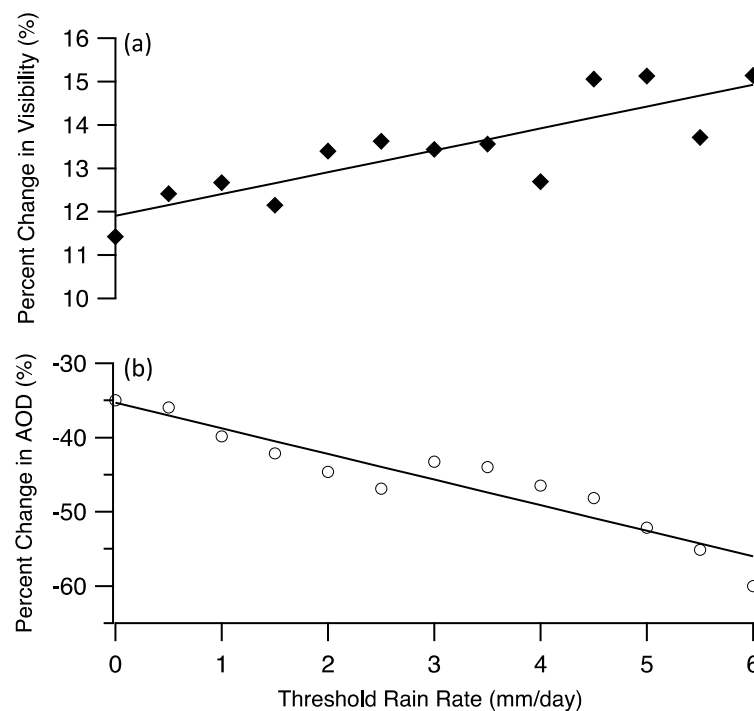 Percent Change in Visibility (%)
(a)
16
15
14
13
12
11
10
Percent Change in AOD (%)
(b)
-30
-40
-50
-60
0 1 2 3 4 5 6
Threshold Rain Rate (mm/day)